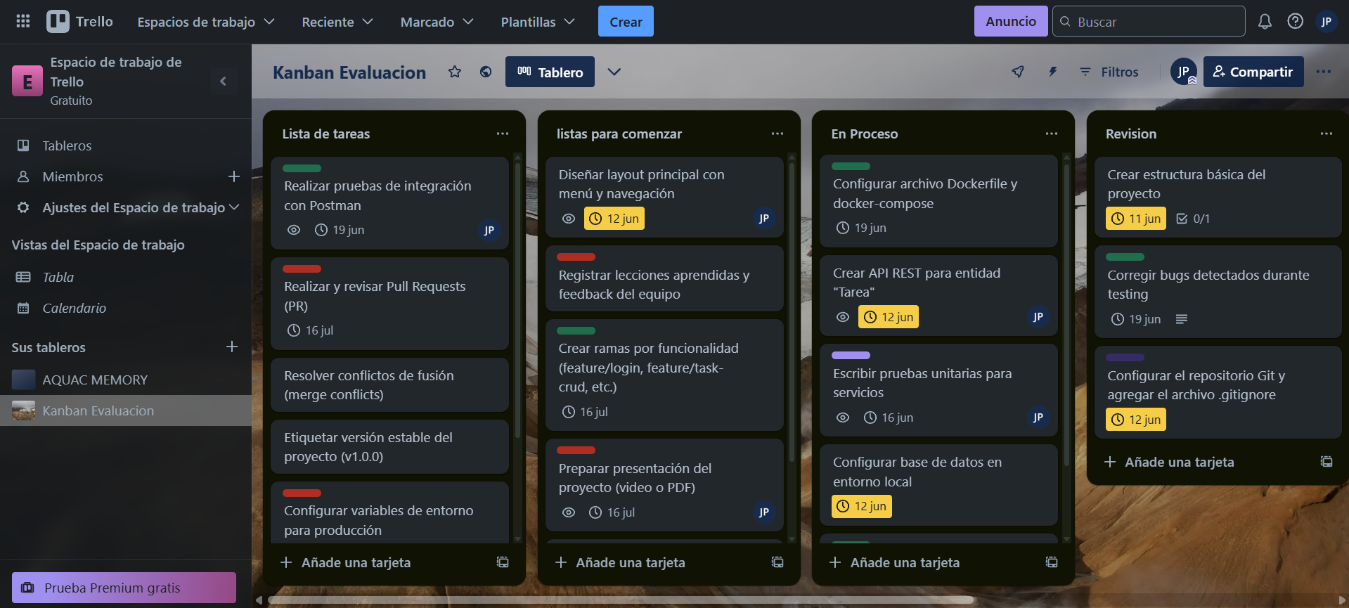 Trello
Espacios de trabajo
Reciente
Marcado
Plantillas
Crear
Anuncio
Buscar
JP
E
Espacio de trabajo de
Trello
Gratuito
Tableros
Miembros
Ajustes del Espacio de trabajo
Vistas del Espacio de trabajo
Tabla
Calendario
Sus tableros
AQUAC MEMORY
Kanban Evaluacion
Prueba Premium gratis
Kanban Evaluacion
Tablero
Filtros
JP
Compartir
Lista de tareas
Realizar pruebas de integración
con Postman
19 jun
JP
Realizar y revisar Pull Requests
(PR)
16 jul
Resolver conflictos de fusión
(merge conflicts)
Etiquetar versión estable del
proyecto (v1.0.0)
Configurar variables de entorno
para producción
Añade una tarjeta
listas para comenzar
Diseñar layout principal con
menú y navegación
12 jun
JP
Registrar lecciones aprendidas y
feedback del equipo
Crear ramas por funcionalidad
(feature/login, feature/task-
crud, etc.)
16 jul
Preparar presentación del
proyecto (video o PDF)
16 jul
JP
Añade una tarjeta
En Proceso
Configurar archivo Dockerfile y
docker-compose
19 jun
Crear API REST para entidad
"Tarea"
12 jun
JP
Escribir pruebas unitarias para
servicios
16 jun
JP
Configurar base de datos en
entorno local
12 jun
Añade una tarjeta
Revision
Crear estructura básica del
proyecto
11 jun
0/1
Corregir bugs detectados durante
testing
19 jun
Configurar el repositorio Git y
agregar el archivo .gitignore
12 jun
Añade una tarjeta